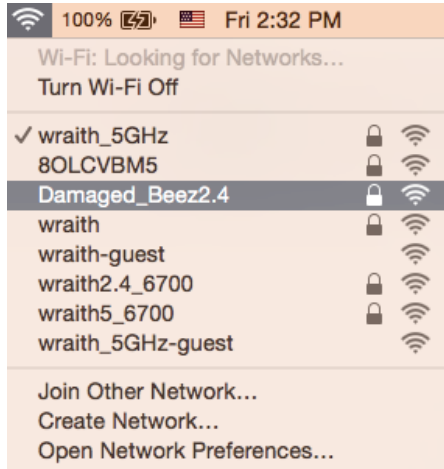 100% Fri 2:32 PM
Wi-Fi: Looking for Networks...
Turn Wi-Fi Off
wraith_5GHz
8OLCVBM5
Damaged_Beez2.4
wraith
wraith-guest
wraith2.4_6700
wraith5_6700
wraith_5GHz-guest
Join Other Network...
Create Network...
Open Network Preferences...